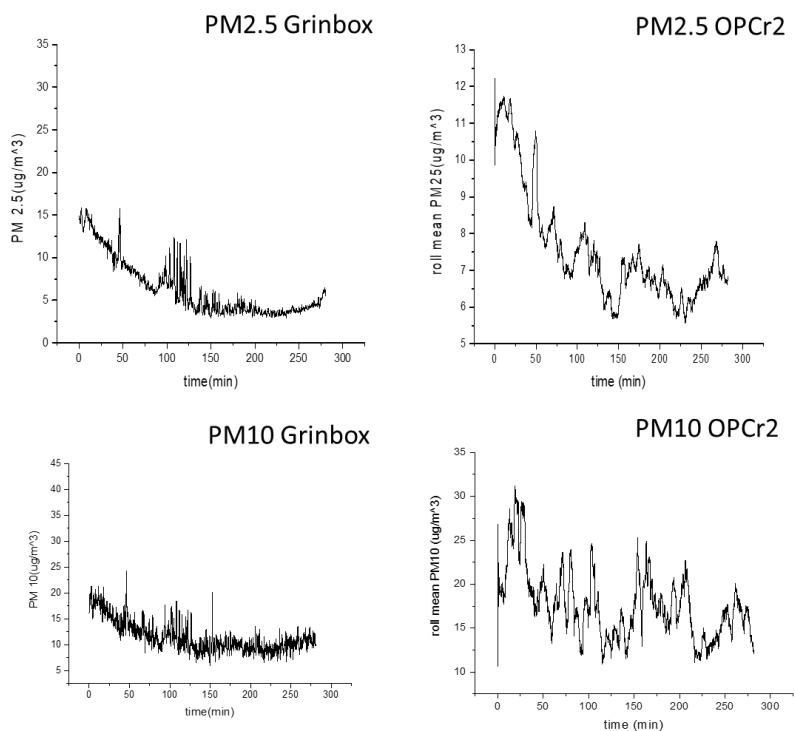 PM2.5 Grinbox
35
30
25
20
15
10
5
0
PM 2.5(ug/m^3)
0 50 100 150 200 250 300
time(min)
PM2.5 OPCr2
13
12
11
10
9
8
7
6
5
roll mean PM25(ug/m^3)
0 50 100 150 200 250 300
time (min)
PM10 Grinbox
45
40
35
30
25
20
15
10
5
PM 10(ug/m^3)
0 50 100 150 200 250 300
time(min)
PM10 OPCr2
35
30
25
20
15
10
roll mean PM10 (ug/m^3)
0 50 100 150 200 250 300
time (min)